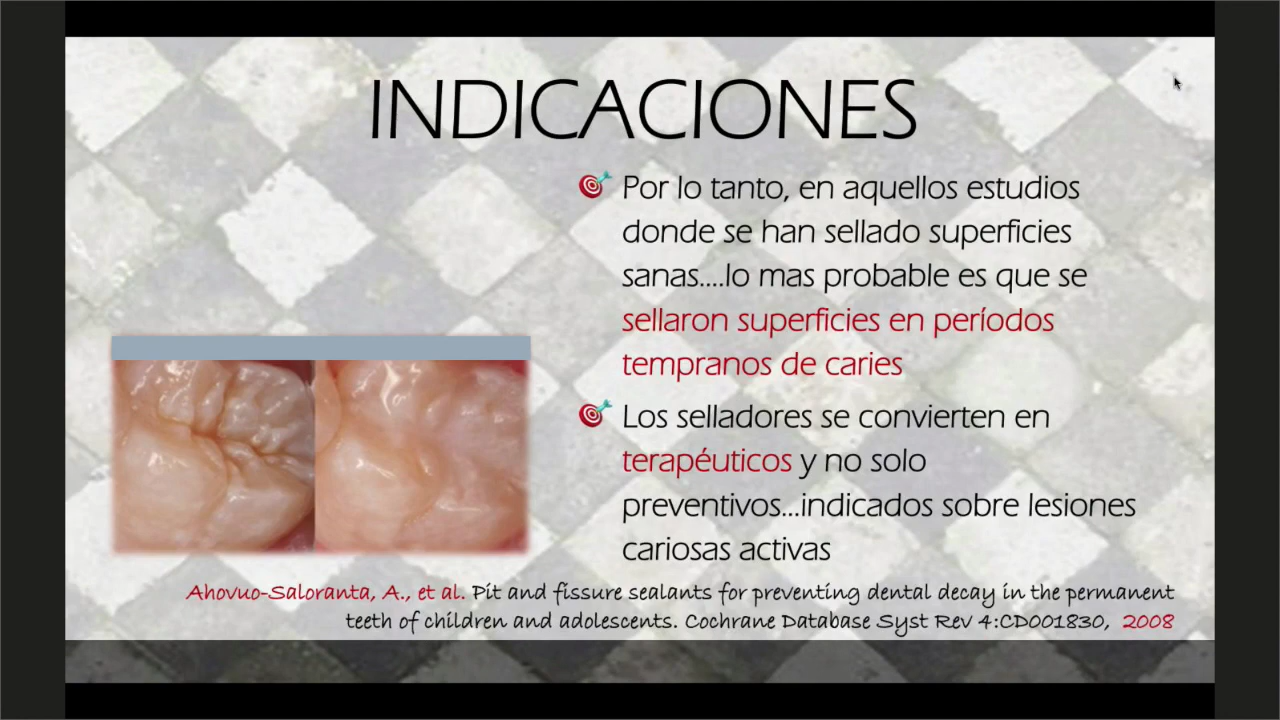 INDICACIONES
Por lo tanto, en aquellos estudios
donde se han sellado superficies
sanas....lo mas probable es que se
sellaron superficies en períodos
tempranos de caries
Los selladores se convierten en
terapéuticos y no solo
preventivos...indicados sobre lesiones
cariosas activas
Ahovuo-Saloranta, A., et al. Pit and fissure sealants for preventing dental decay in the permanent
teeth of children and adolescents. Cochrane Database Syst Rev 4:CD001830, 2008